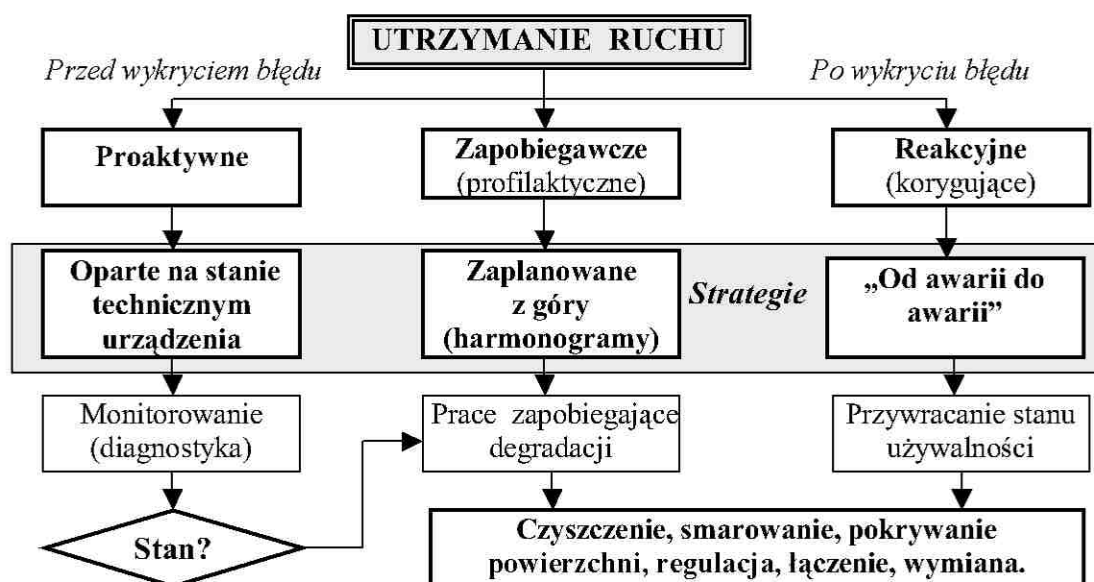 UTRZYMANIE RUCHU
Przed wykryciem błędu
Po wykryciu błędu
Proaktywne
Zapobiegawcze
(profilaktyczne)
Reakcyjne
(korygujące)
Oparte na stanie
technicznym
urządzenia
Zaplanowane
z góry
(harmonogramy)
Strategie
„Od awarii do
awarii”
Monitorowanie
(diagnostyka)
Prace zapobiegające
degradacji
Przywracanie stanu
używalności
Stan?
Czyszczenie, smarowanie, pokrywanie
powierzchni, regulacja, łączenie, wymiana.